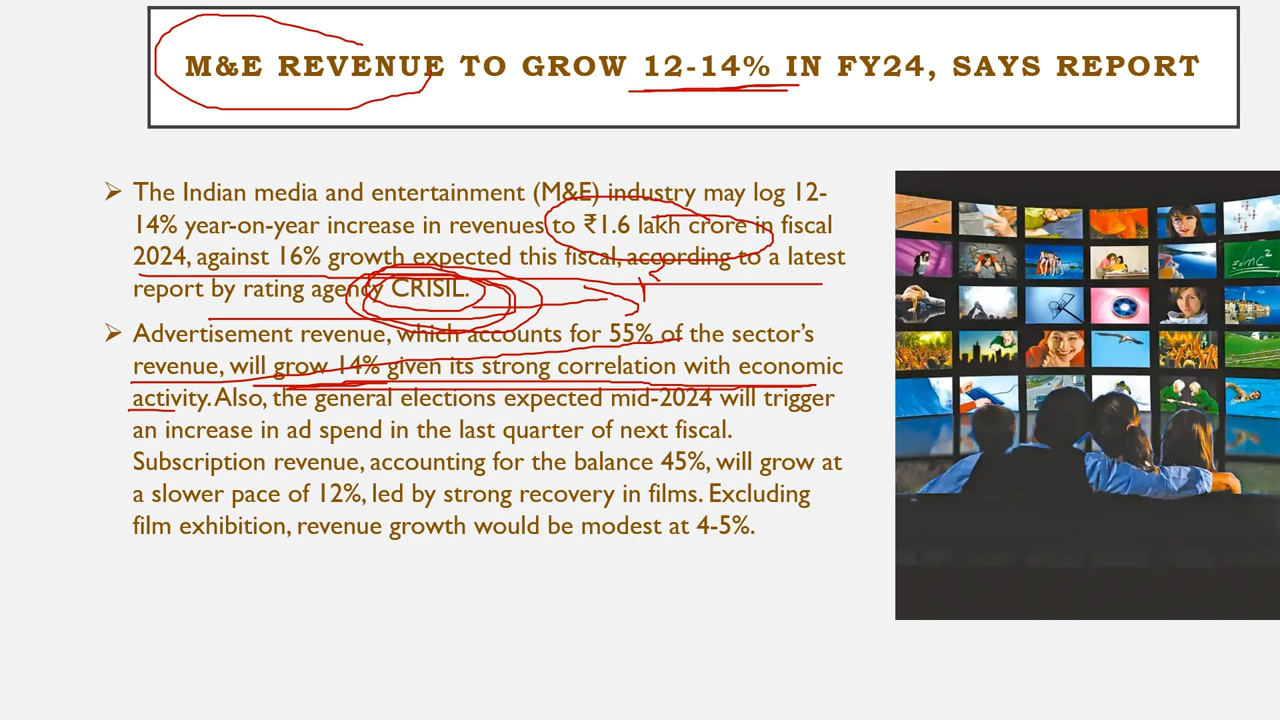 M&E REVENUE TO GROW 12-14% IN FY24, SAYS REPORT
The Indian media and entertainment (M&E) industry may log 12-
14% year-on-year increase in revenues to ₹1.6 lakh crore in fiscal
2024, against 16% growth expected this fiscal, according to a latest
report by rating agency CRISIL.
Advertisement revenue, which accounts for 55% of the sector’s
revenue, will grow 14% given its strong correlation with economic
activity. Also, the general elections expected mid-2024 will trigger
an increase in ad spend in the last quarter of next fiscal.
Subscription revenue, accounting for the balance 45%, will grow at
a slower pace of 12%, led by strong recovery in films. Excluding
film exhibition, revenue growth would be modest at 4-5%.